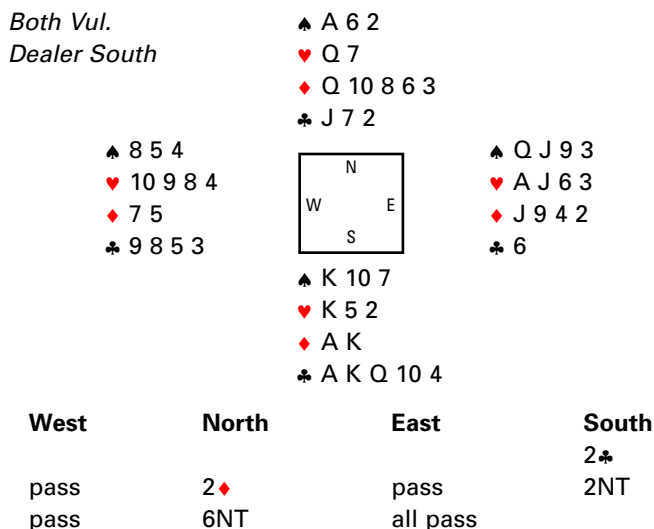 Both Vul. ♠ A 6 2
Dealer South ♥ Q 7
♦ Q 10 8 6 3
♣ J 7 2
♠ 8 5 4 ♠ Q J 9 3
♥ 10 9 8 4 N ♥ A J 6 3
♦ 7 5 W E ♦ J 9 4 2
♣ 9 8 5 3 S ♣ 6
♠ K 10 7
♥ K 5 2
♦ A K
♣ A K Q 10 4
West North East South
2♣
pass 2♦ pass 2NT
pass 6NT all pass